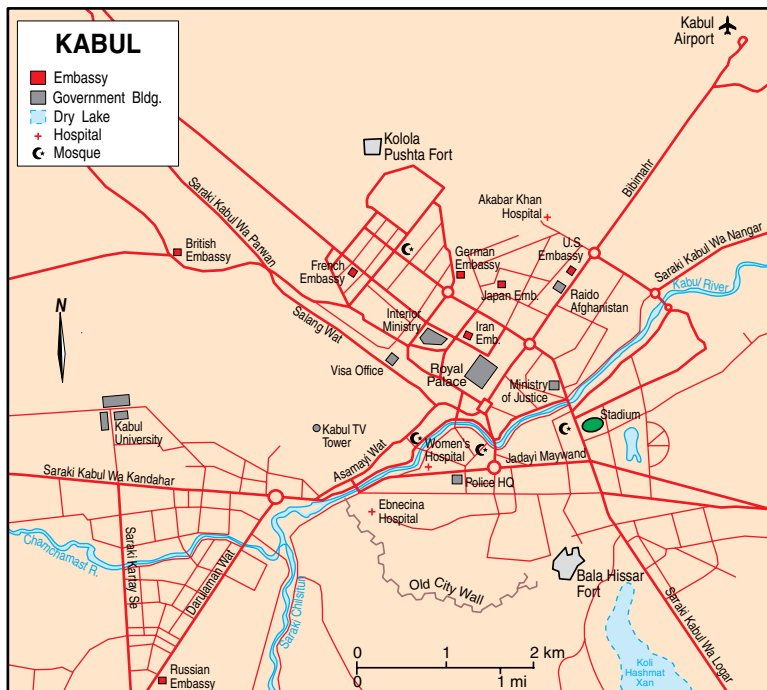 KABUL
Embassy
Government Bldg.
Dry Lake
Hospital
Mosque
Kabul
Airport
Kolola
Pushta Fort
Saraki Kabul Wa Parwan
Akabar Khan
Hospital
Bibimahr
British
Embassy
French
Embassy
German
Embassy
U.S.
Embassy
Saraki Kabul Wa Nangar
Kabul River
Japan Emb.
Raido
Afghanistan
N
Salang Wat
Interior
Ministry
Iran
Emb.
Visa Office
Royal
Palace
Ministry
of Justice
Kabul
University
Kabul TV
Tower
Stadium
Women's
Hospital
Asamayi Wat
Jadayi Maywand
Saraki Kabul Wa Kandahar
Police HQ
Ebnecina
Hospital
Chamchamast R.
Saraki Kartay Se
Darulaman Wat
Saraki Chilsitun
Old City Wall
Bala Hissar
Fort
Saraki Kabul Wa Logar
Koli
Hashmat
Xan
Russian
Embassy
0 1 2 km
0 1 mi